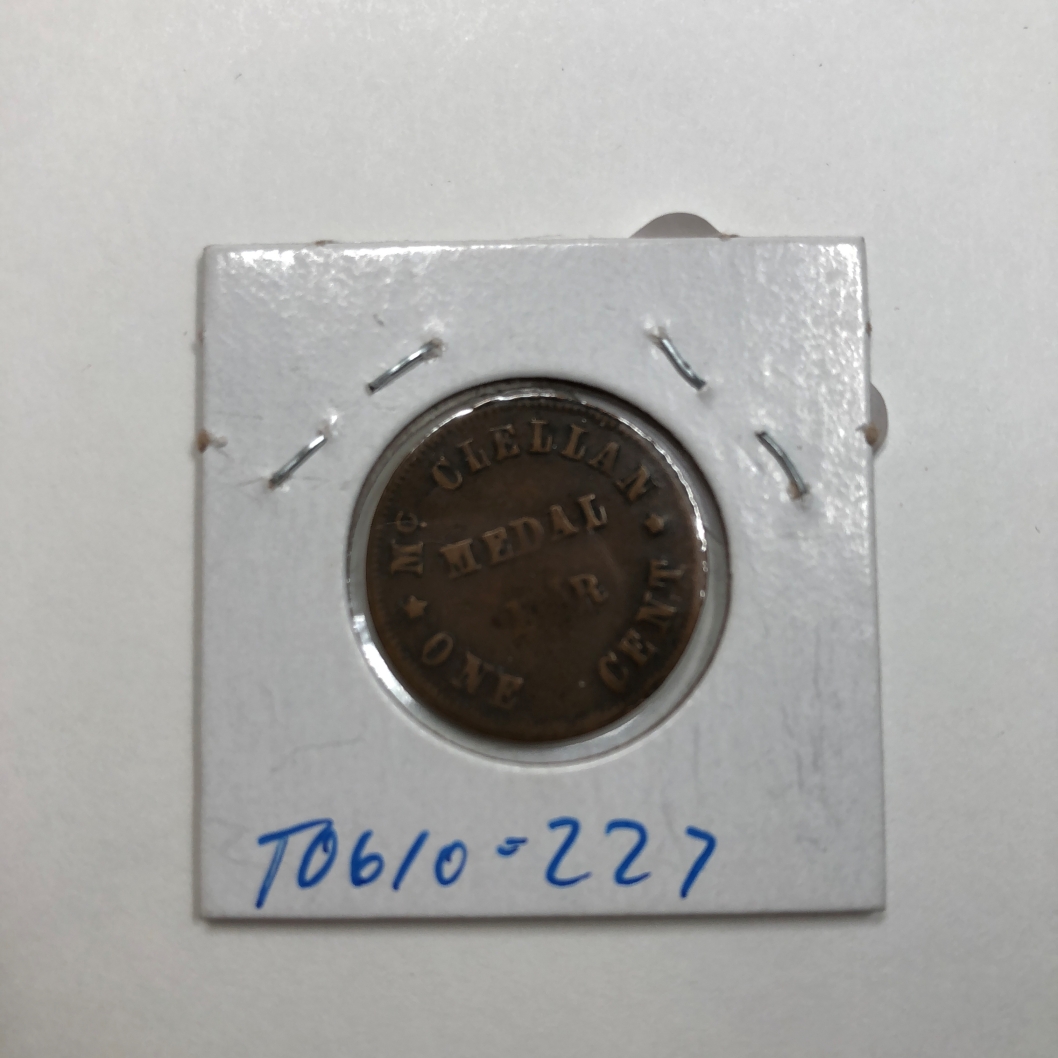 Mc CLELLAN
MEDAL
ONE CENT
T0610-227